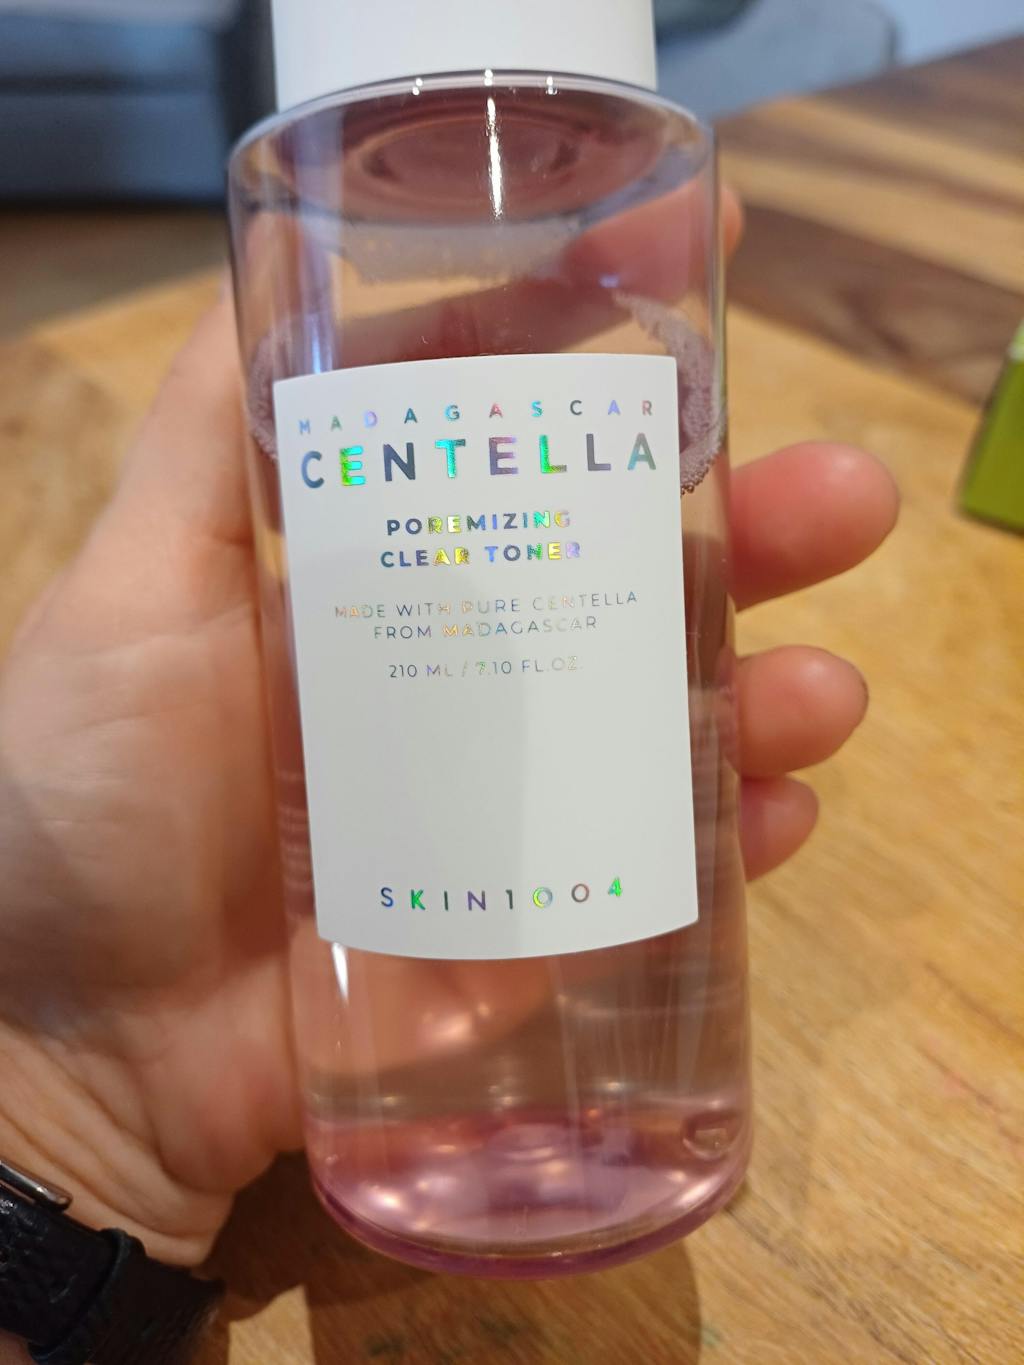 MADAGASCAR
CENTELLA
POREMIZING
CLEAR TONER
MADE WITH PURE CENTELLA
FROM MADAGASCAR
210 ML / 7.10 FL.OZ.
SKIN1004